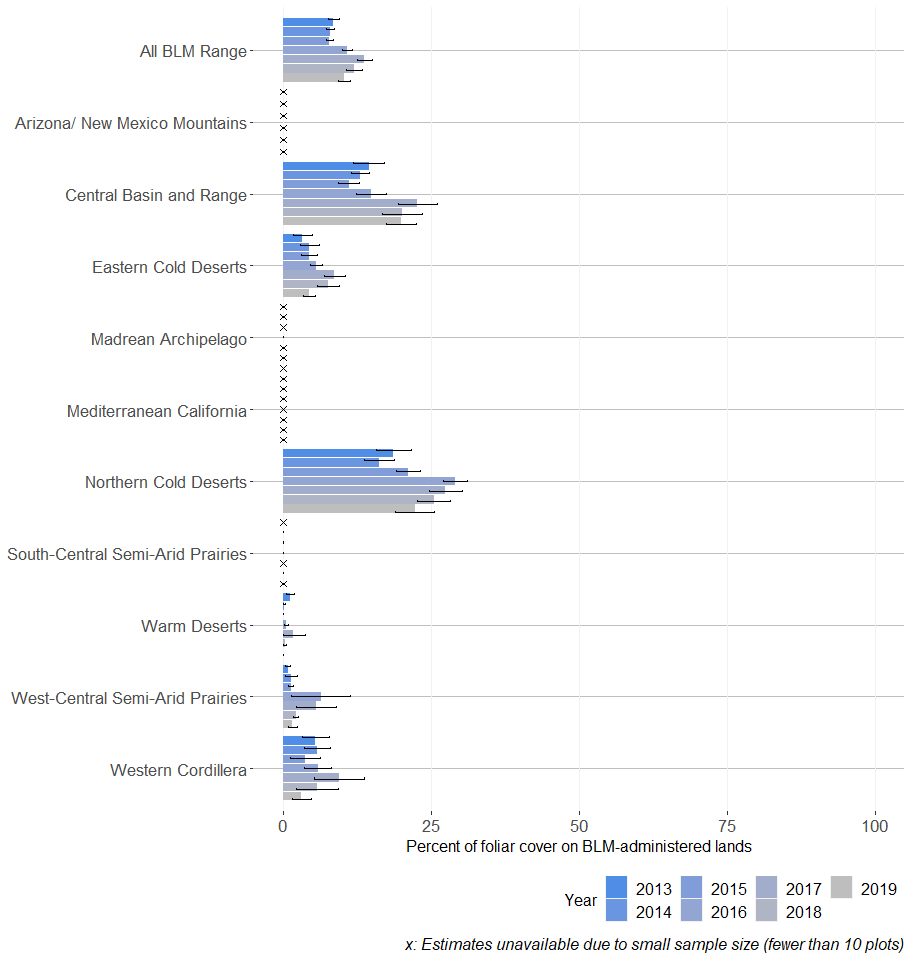 All BLM Range
Arizona/ New Mexico Mountains
Central Basin and Range
Eastern Cold Deserts
Madrean Archipelago
Mediterranean California
Northern Cold Deserts
South-Central Semi-Arid Prairies
Warm Deserts
West-Central Semi-Arid Prairies
Western Cordillera
0 25 50 75 100
Percent of foliar cover on BLM-administered lands
Year 2013 2015 2017 2019
2014 2016 2018
x: Estimates unavailable due to small sample size (fewer than 10 plots)